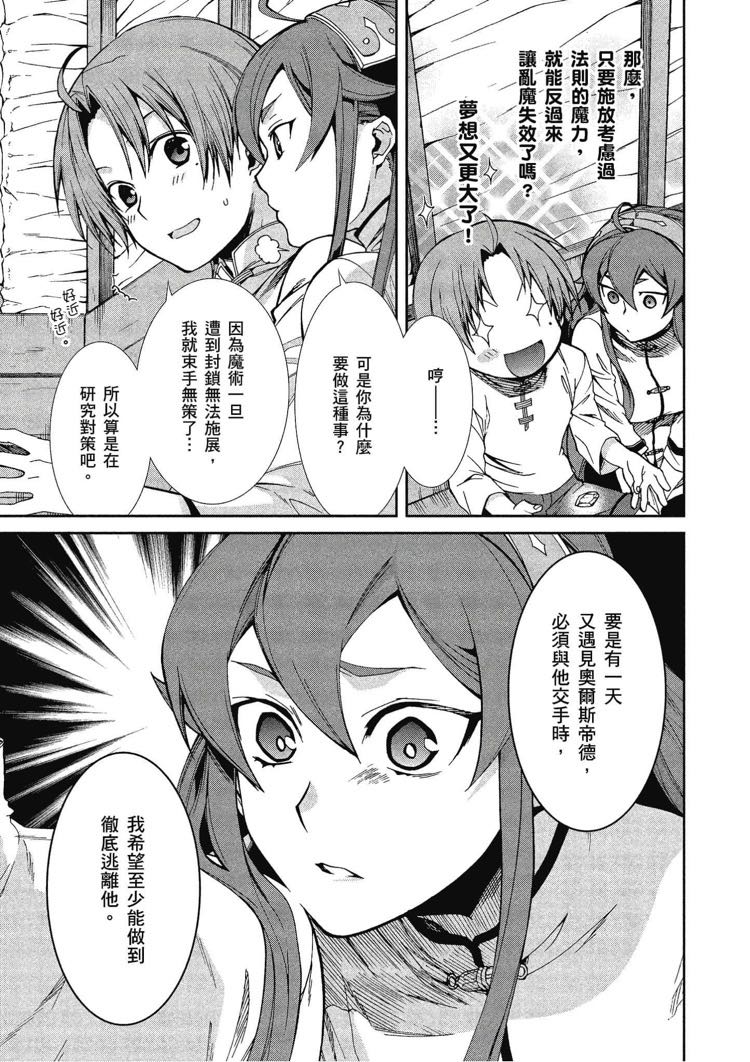 那麼，
只要施放考慮過
法則的魔力，
就能反過來
讓亂魔失效了嗎？
夢想又更大了！
哼——…
可是你為什麼
要做這種事？
因為魔術一旦
遭到封鎖無法施展，
我就束手無策了…
所以算是在
研究對策吧。
好近。
好近。
要是有一天
又遇見奧爾斯帝德，
必須與他交手時，
我希望至少能做到
徹底逃離他。